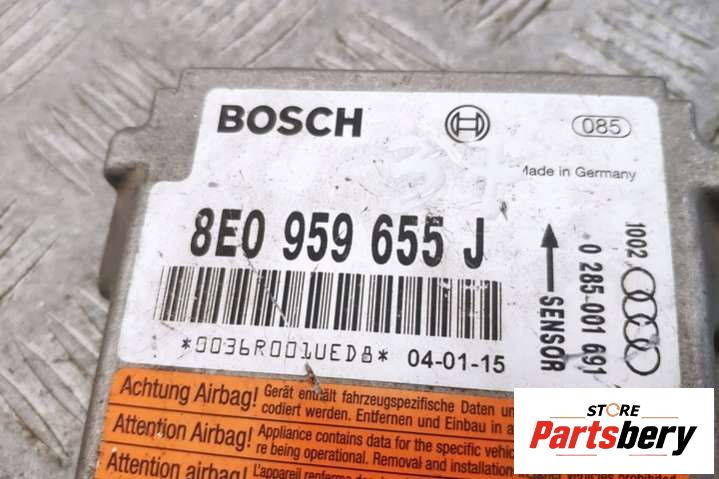 BOSCH
085
Made in Germany
8E0 959 655 J
SENSOR
0 285 001 691
1002
*0036R001UED8* 04-01-15
Achtung Airbag! Gerät enthält fahrzeugspezifische Daten
codiert werden. Entfernen und Einbau in
Attention Airbag! Appliance contains data for the specific
re being operational. Removal and installation
Attention airbag! L'appareil renferme des
STORE
Partsbery